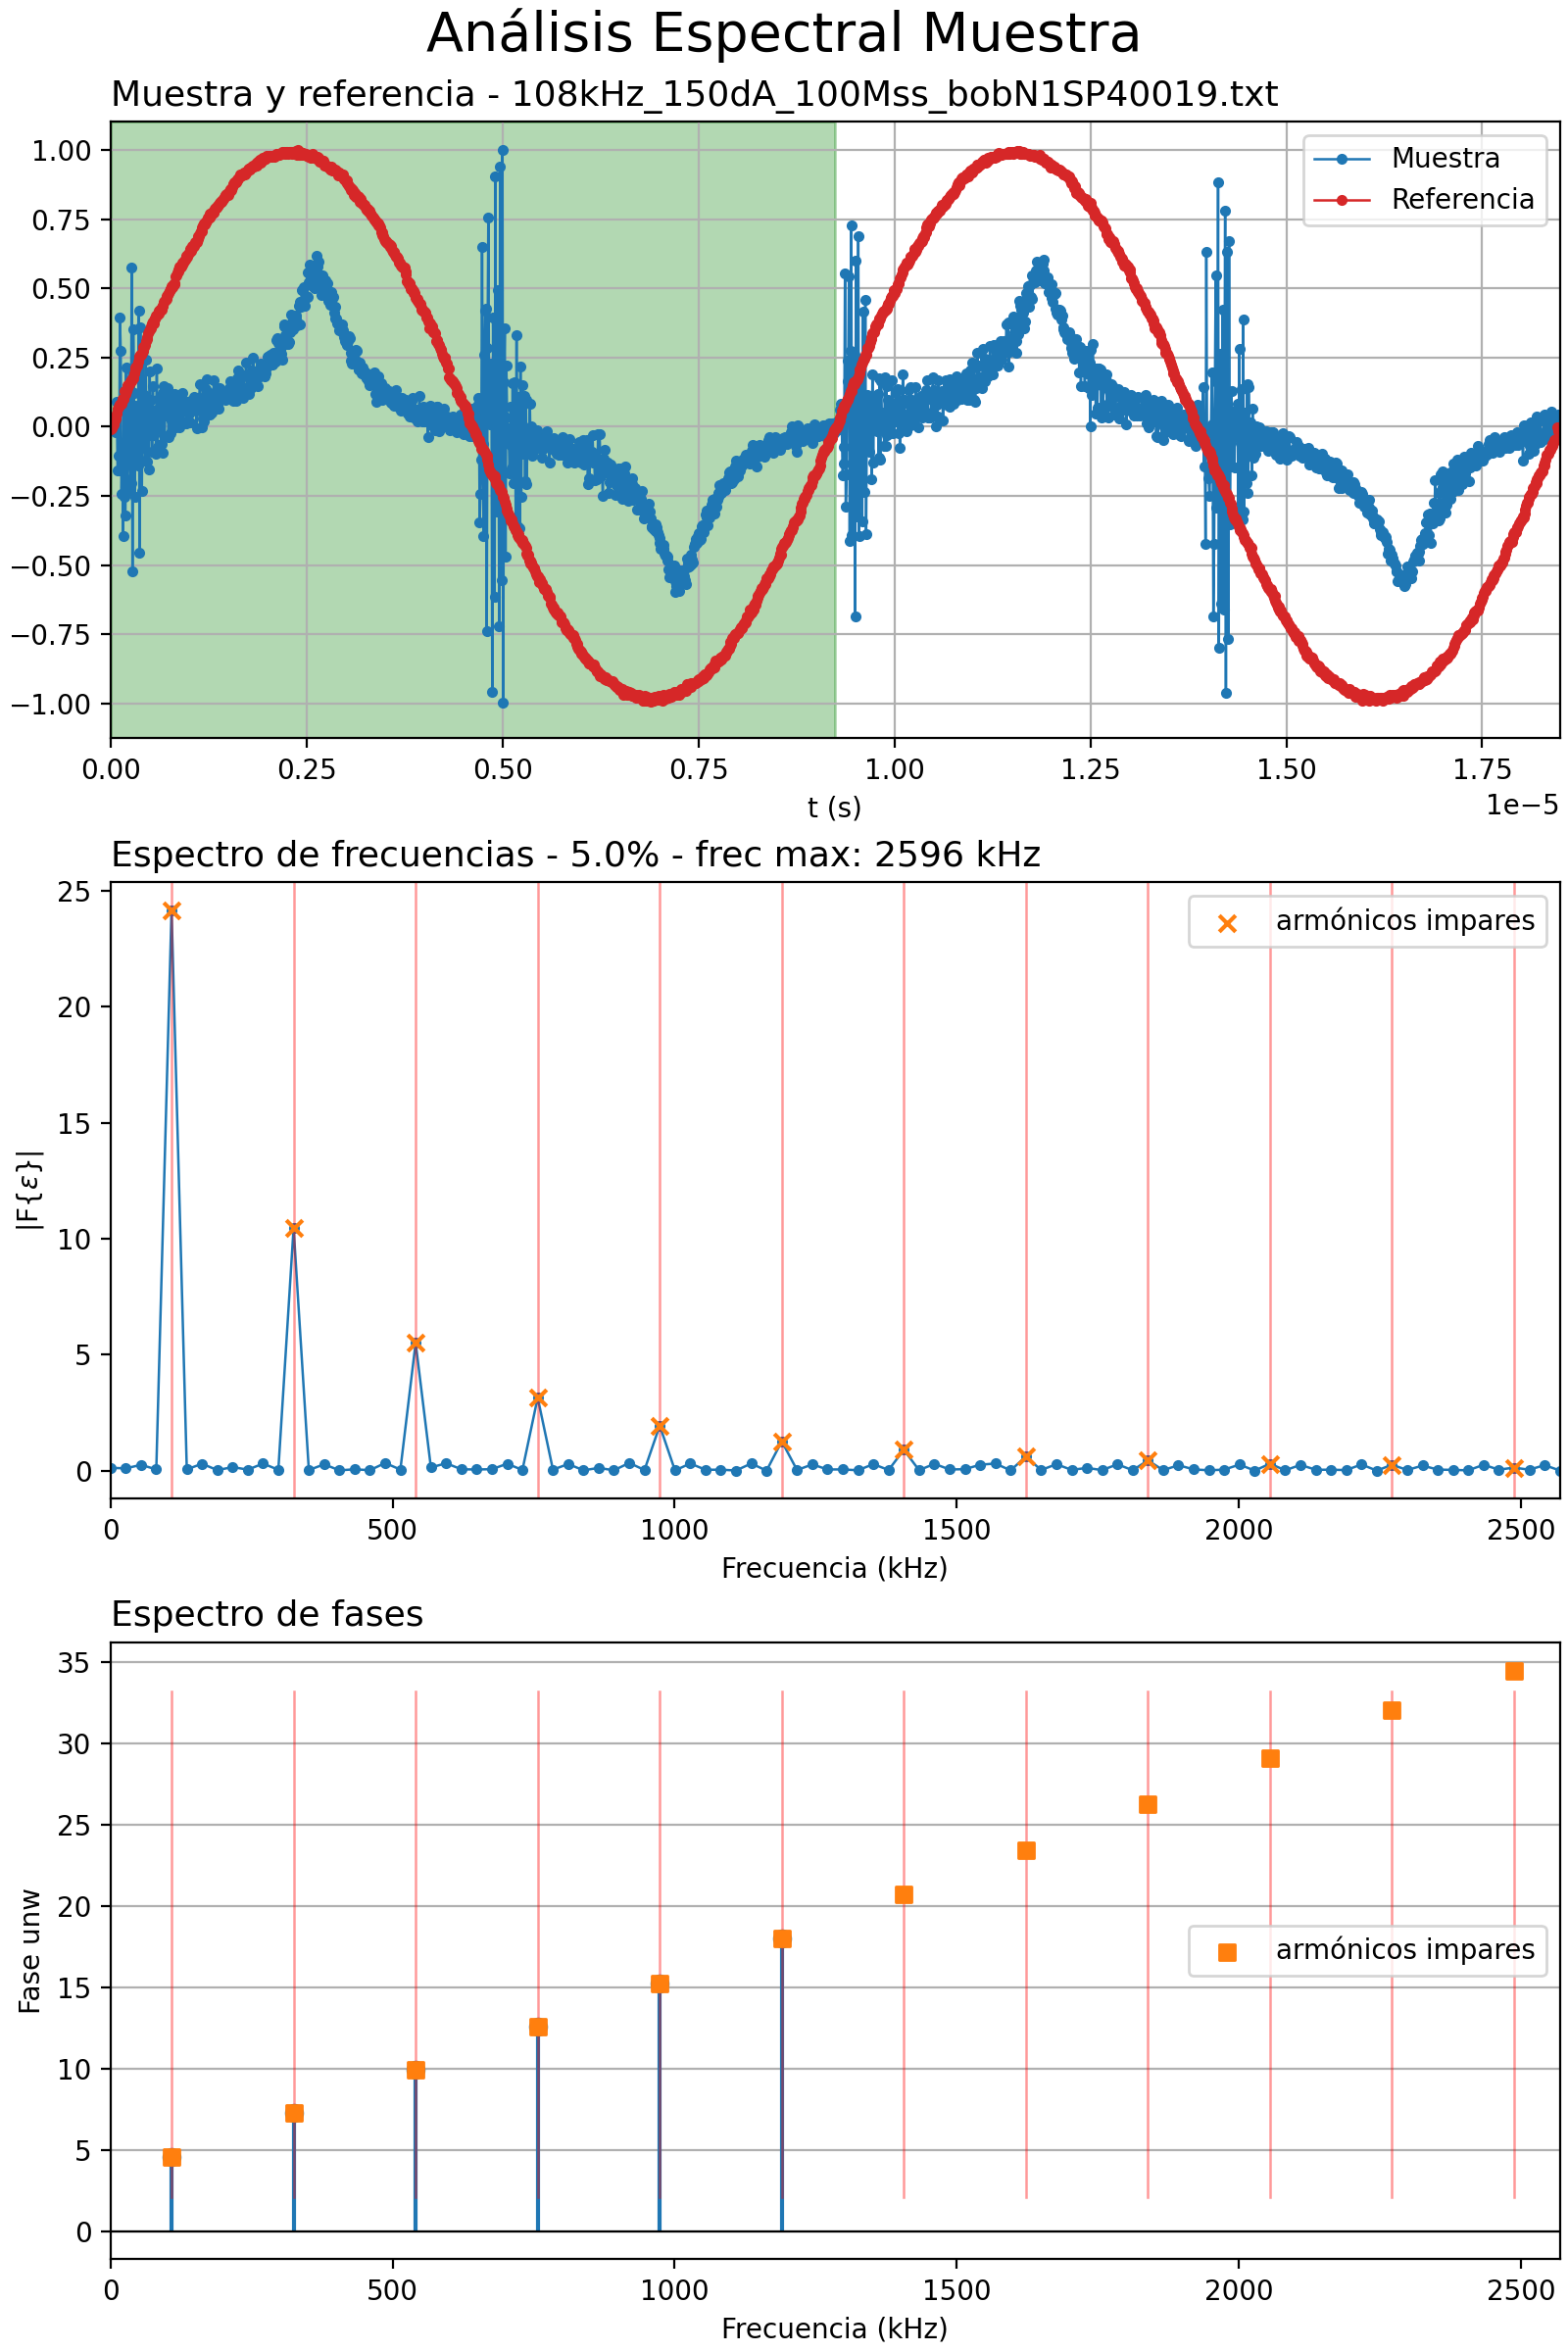 Análisis Espectral Muestra
Muestra y referencia - 108kHz_150dA_100Mss_bobN1SP40019.txt
1.00
0.75
0.50
0.25
0.00
−0.25
−0.50
−0.75
−1.00
Muestra
Referencia
0.00 0.25 0.50 0.75 1.00 1.25 1.50 1.75
1e−5
t (s)
Espectro de frecuencias - 5.0% - frec max: 2596 kHz
25
20
15
10
5
0
|F{ε}|
armónicos impares
0 500 1000 1500 2000 2500
Frecuencia (kHz)
Espectro de fases
35
30
25
20
15
10
5
0
Fase unw
armónicos impares
0 500 1000 1500 2000 2500
Frecuencia (kHz)